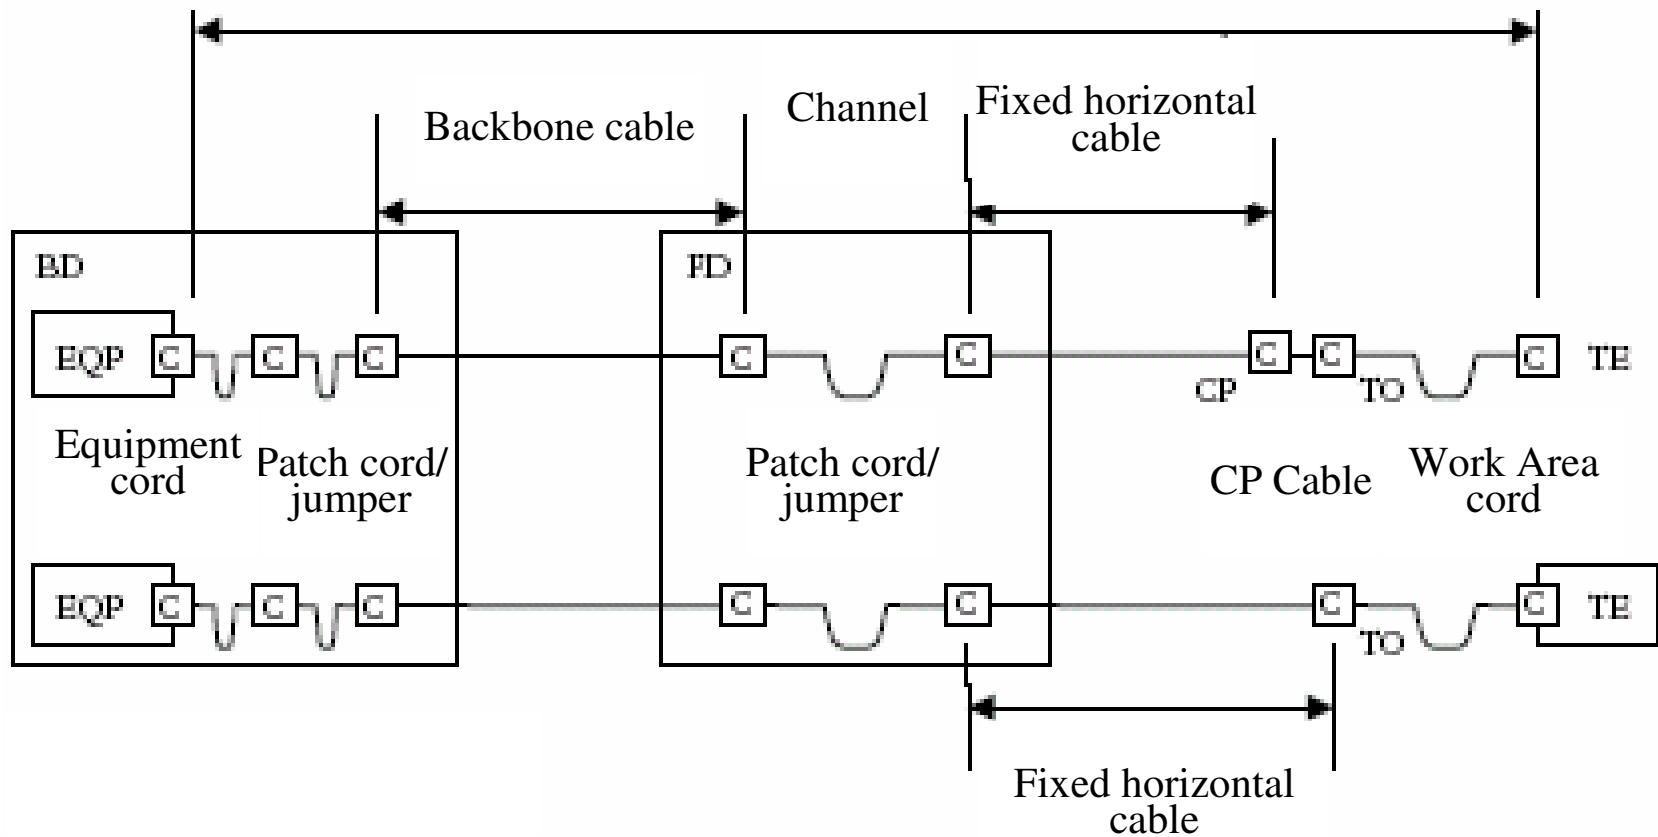 Channel
Backbone cable
Fixed horizontal
cable
BD
FD
EQP C C C C C C C C TE
CP TO
Equipment
cord
Patch cord/
jumper
Patch cord/
jumper
CP Cable
Work Area
cord
EQP C C C C C C C TE
TO
Fixed horizontal
cable